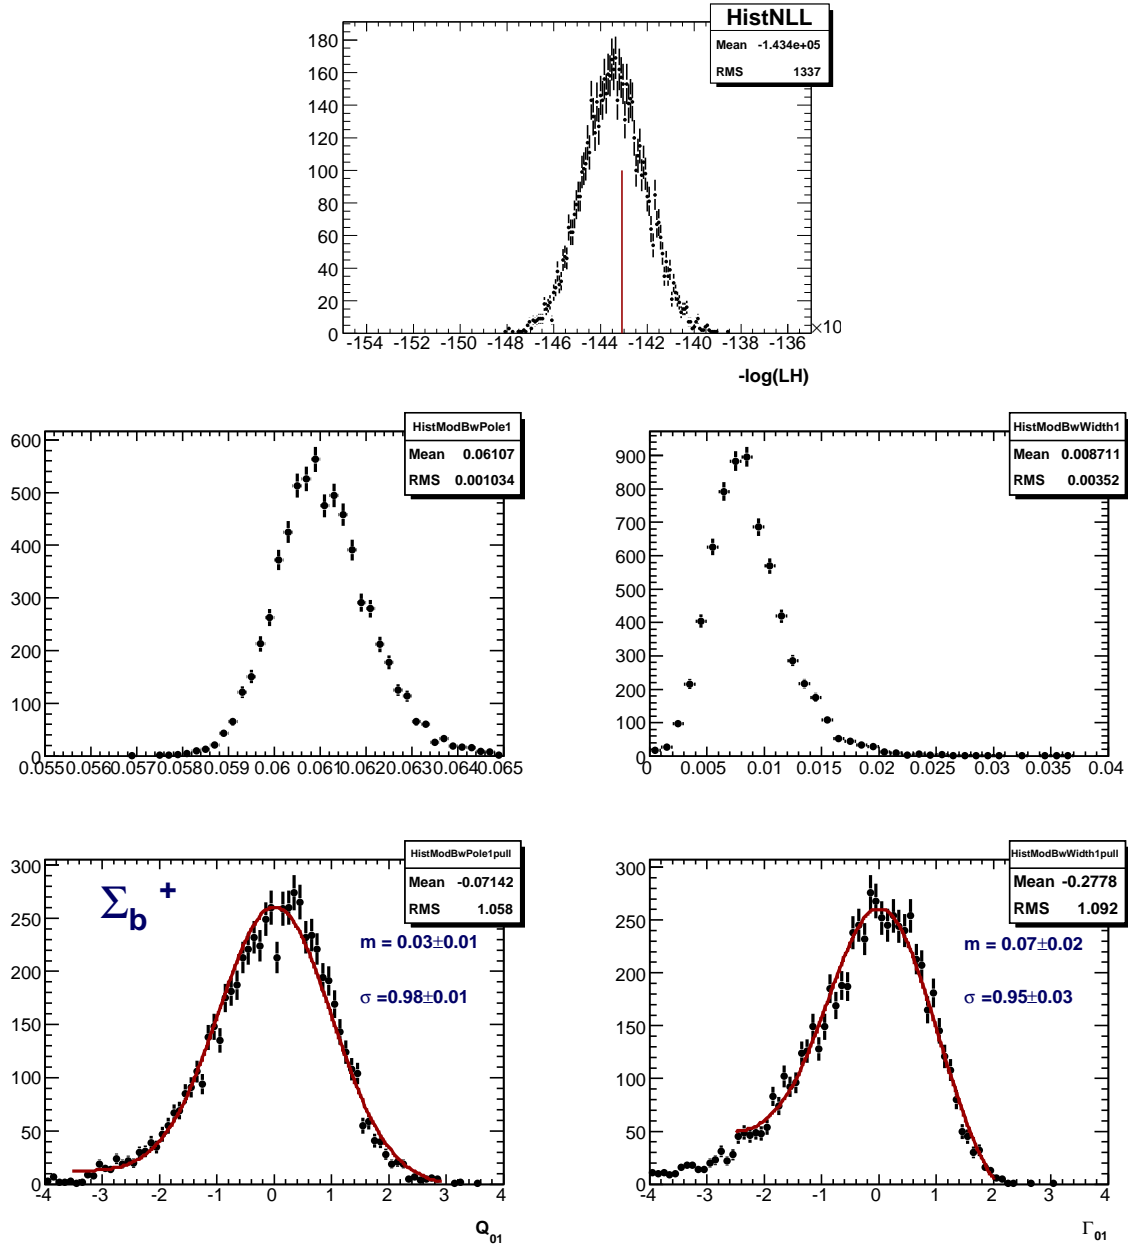 HistNLL
Mean -1.434e+05
RMS 1337
180
160
140
120
100
80
60
40
20
0
-154 -152 -150 -148 -146 -144 -142 -140 -138 -136
×10
-log(LH)
HistModBwPole1
Mean 0.06107
RMS 0.001034
600
500
400
300
200
100
0
0.055 0.056 0.057 0.058 0.059 0.06 0.061 0.062 0.063 0.064 0.065
HistModBwWidth1
Mean 0.008711
RMS 0.00352
900
800
700
600
500
400
300
200
100
0
0 0.005 0.01 0.015 0.02 0.025 0.03 0.035 0.04
HistModBwPole1pull
Mean -0.07142
RMS 1.058
Σb+
m = 0.03±0.01
σ =0.98±0.01
300
250
200
150
100
50
0
-4 -3 -2 -1 0 1 2 3 4
Q01
HistModBwWidth1pull
Mean -0.2778
RMS 1.092
m = 0.07±0.02
σ =0.95±0.03
300
250
200
150
100
50
0
-4 -3 -2 -1 0 1 2 3 4
Γ01